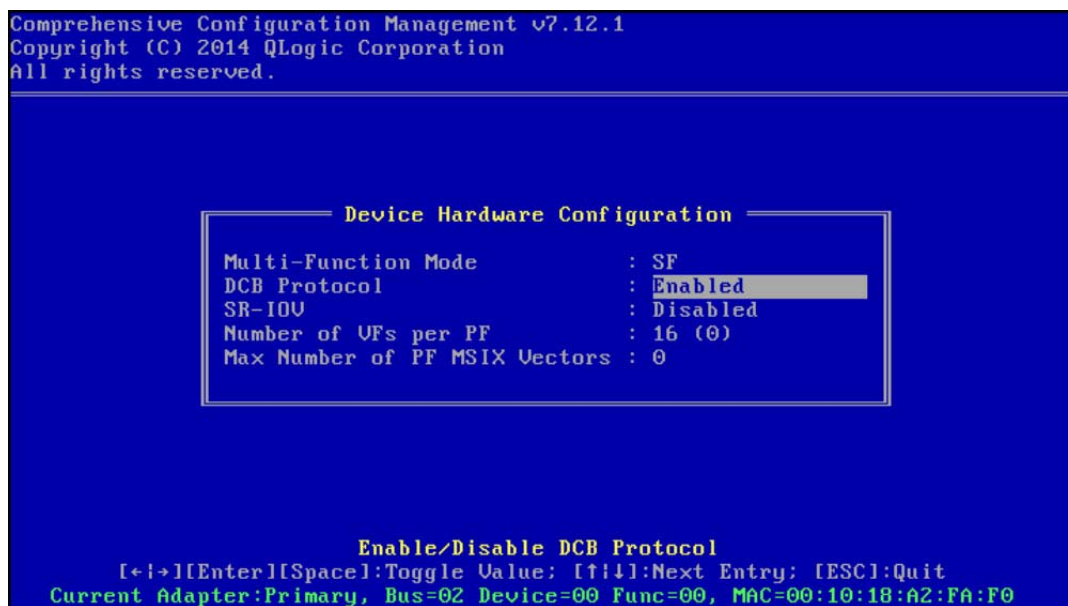 Comprehensive Configuration Management v7.12.1
Copyright (C) 2014 QLogic Corporation
All rights reserved.
Device Hardware Configuration
Multi-Function Mode : SF
DCB Protocol : Enabled
SR-IOV : Disabled
Number of VFs per PF : 16 (0)
Max Number of PF MSIX Vectors : 0
Enable/Disable DCB Protocol
[←|→][Enter][Space]:Toggle Value; [↑|↓]:Next Entry; [ESC]:Quit
Current Adapter:Primary, Bus=02 Device=00 Func=00, MAC=00:10:18:A2:FA:F0